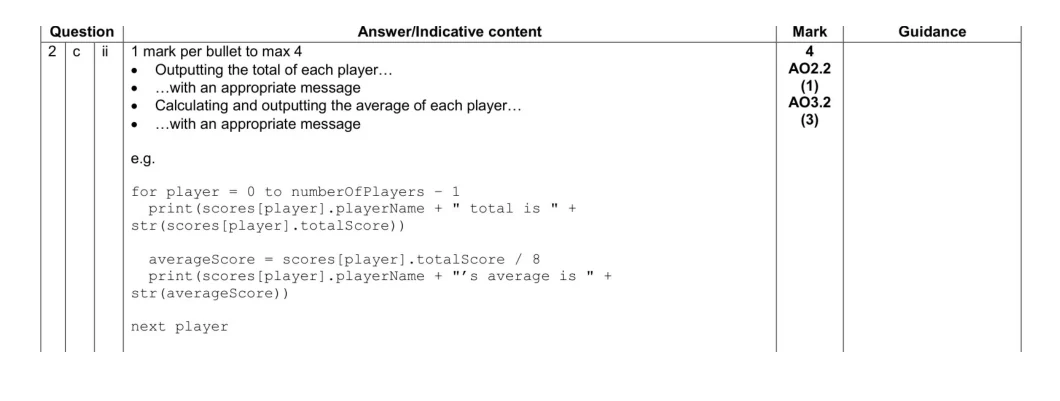 Question Answer/Indicative content Mark Guidance
2 c ii 1 mark per bullet to max 4 4
• Outputting the total of each player… AO2.2
• …with an appropriate message (1)
• Calculating and outputting the average of each player… AO3.2
• …with an appropriate message (3)
e.g.
for player = 0 to numberOfPlayers – 1
print(scores[player].playerName + " total is " +
str(scores[player].totalScore))
averageScore = scores[player].totalScore / 8
print(scores[player].playerName + "’s average is " +
str(averageScore))
next player